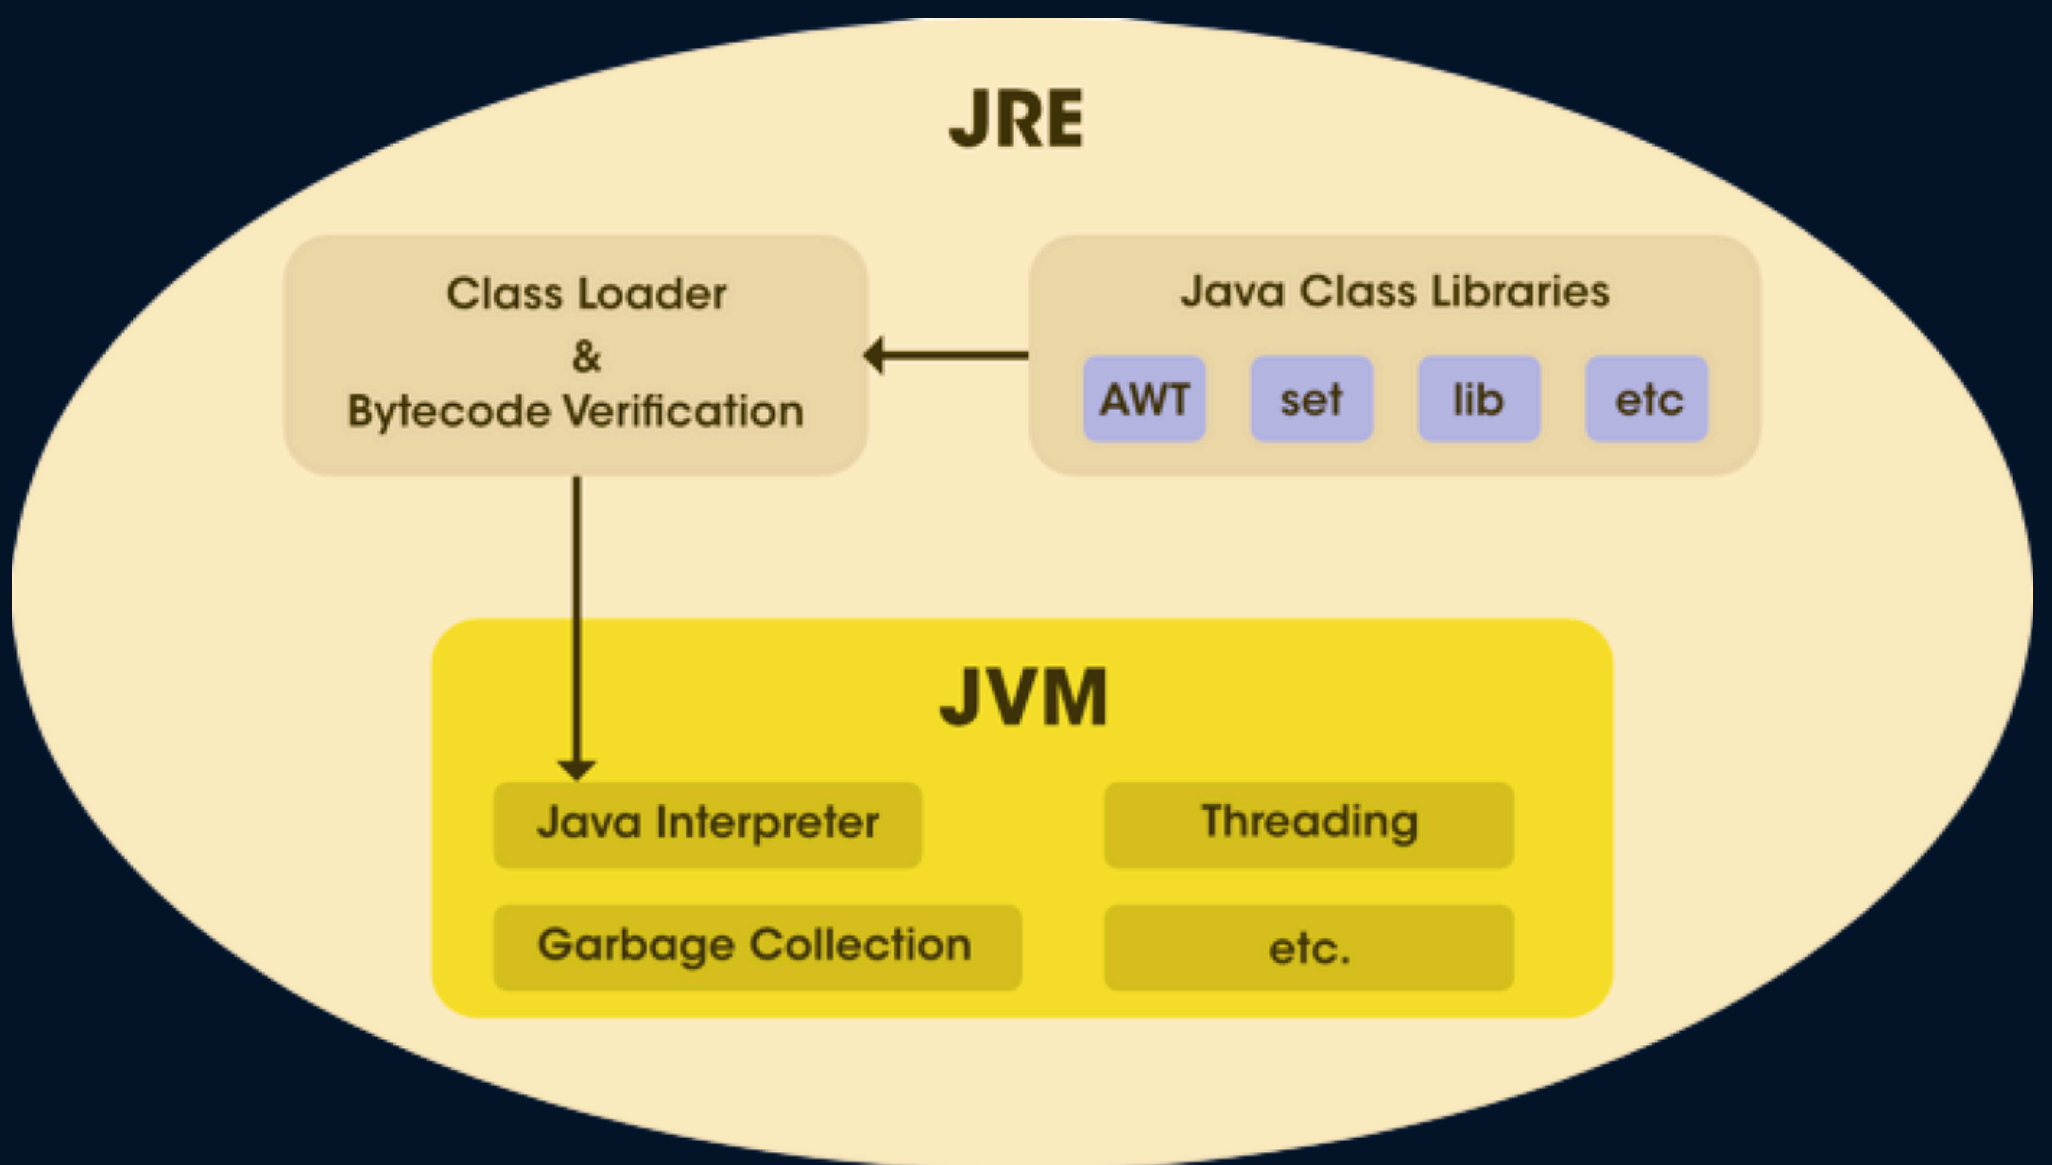 JRE
Class Loader
&
Bytecode Verification
Java Class Libraries
AWT set lib etc
JVM
Java Interpreter
Threading
Garbage Collection
etc.